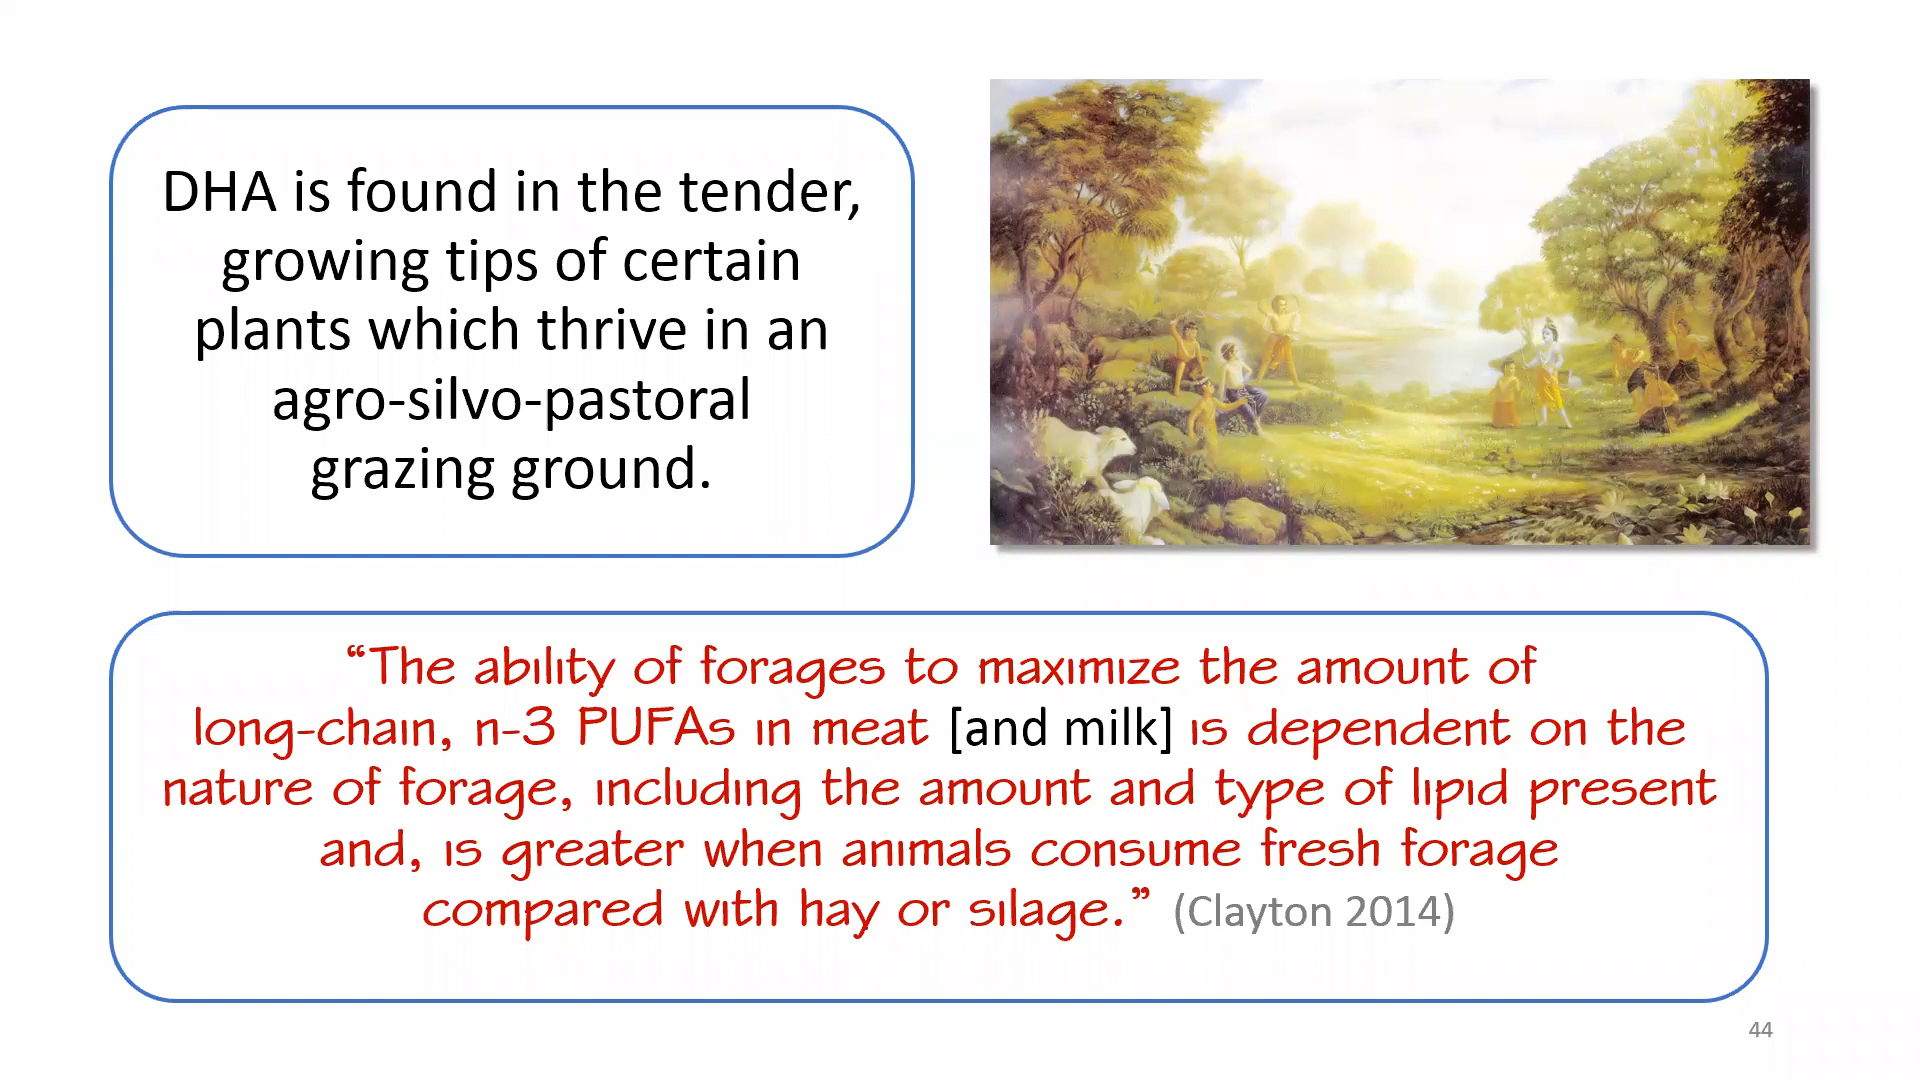 DHA is found in the tender,
growing tips of certain
plants which thrive in an
agro-silvo-pastoral
grazing ground.
“The ability of forages to maximize the amount of
long-chain, n-3 PUFAs in meat [and milk] is dependent on the
nature of forage, including the amount and type of lipid present
and, is greater when animals consume fresh forage
compared with hay or silage.” (Clayton 2014)
44